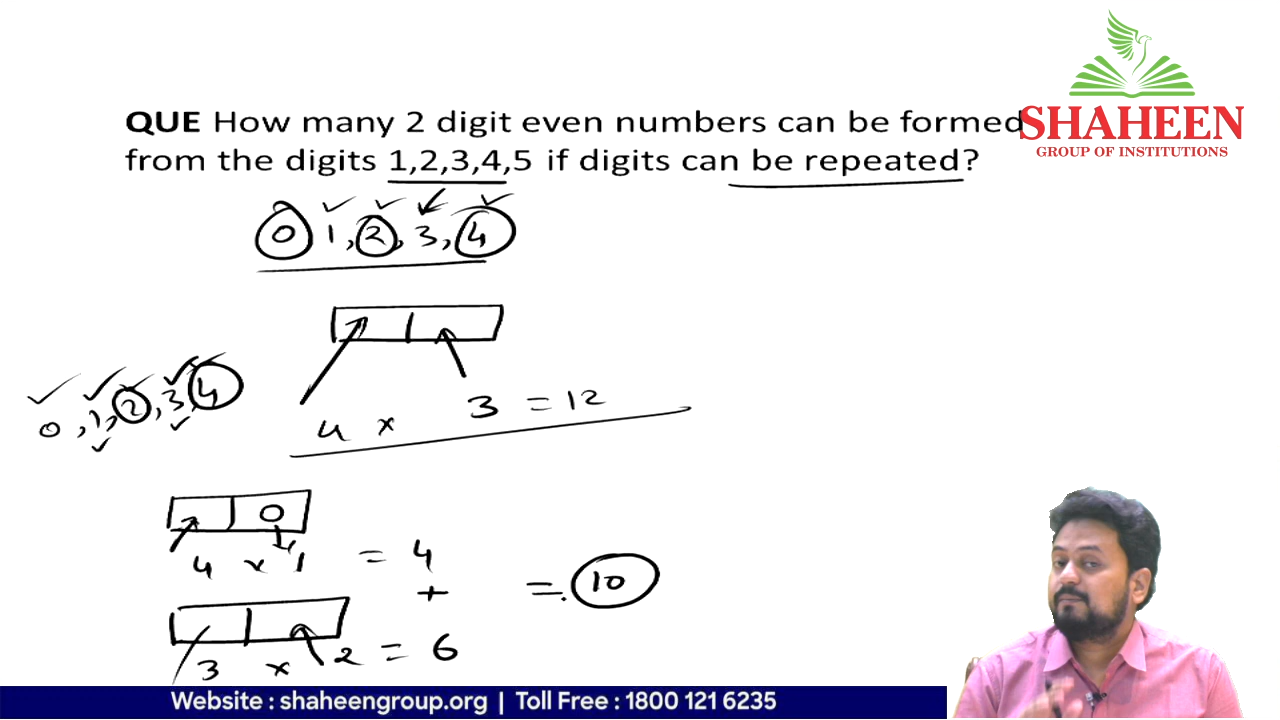 QUE How many 2 digit even numbers can be formed
from the digits 1,2,3,4,5 if digits can be repeated?
SHAHEEN
GROUP OF INSTITUTIONS
0 1, 2, 3, 4
4 x 3 = 12
0, 1, 2, 3, 4
0
4 x 1 = 4
+ = 10
3 x 2 = 6
Website : shaheengroup.org | Toll Free : 1800 121 6235